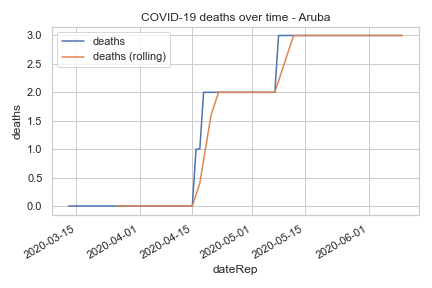 COVID-19 deaths over time - Aruba
deaths
deaths (rolling)
3.0
2.5
2.0
1.5
1.0
0.5
0.0
deaths
2020-03-15
2020-04-01
2020-04-15
2020-05-01
2020-05-15
2020-06-01
dateRep